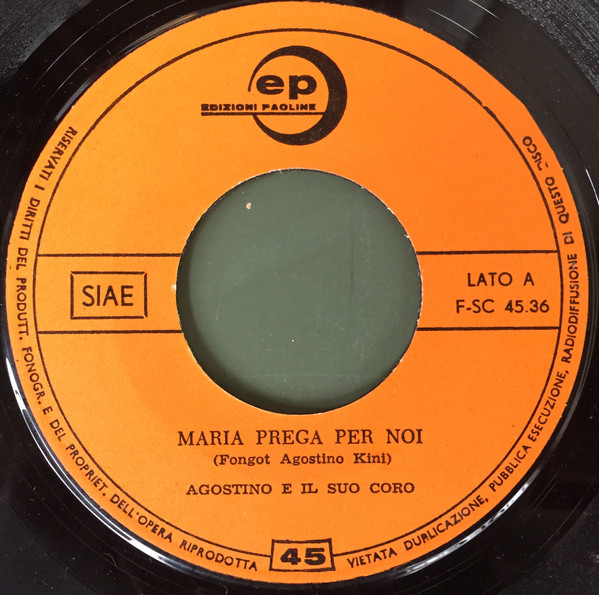 ep
EDIZIONI PAOLINE
SIAE
LATO A
F-SC 45.36
MARIA PREGA PER NOI
(Fongot Agostino Kini)
AGOSTINO E IL SUO CORO
45
RISERVATI I DIRITTI DEL PRODUTT. FONOGR. E DEL PROPRIET. DELL'OPERA RIPRODOTTA
VIETATA DUPLICAZIONE, PUBBLICA ESECUZIONE, RADIODIFFUSIONE DI QUESTO DISCO